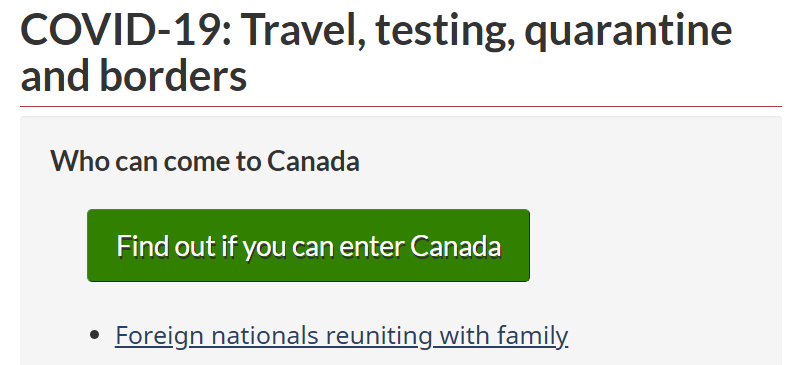 COVID-19: Travel, testing, quarantine
and borders
Who can come to Canada
Find out if you can enter Canada
• Foreign nationals reuniting with family